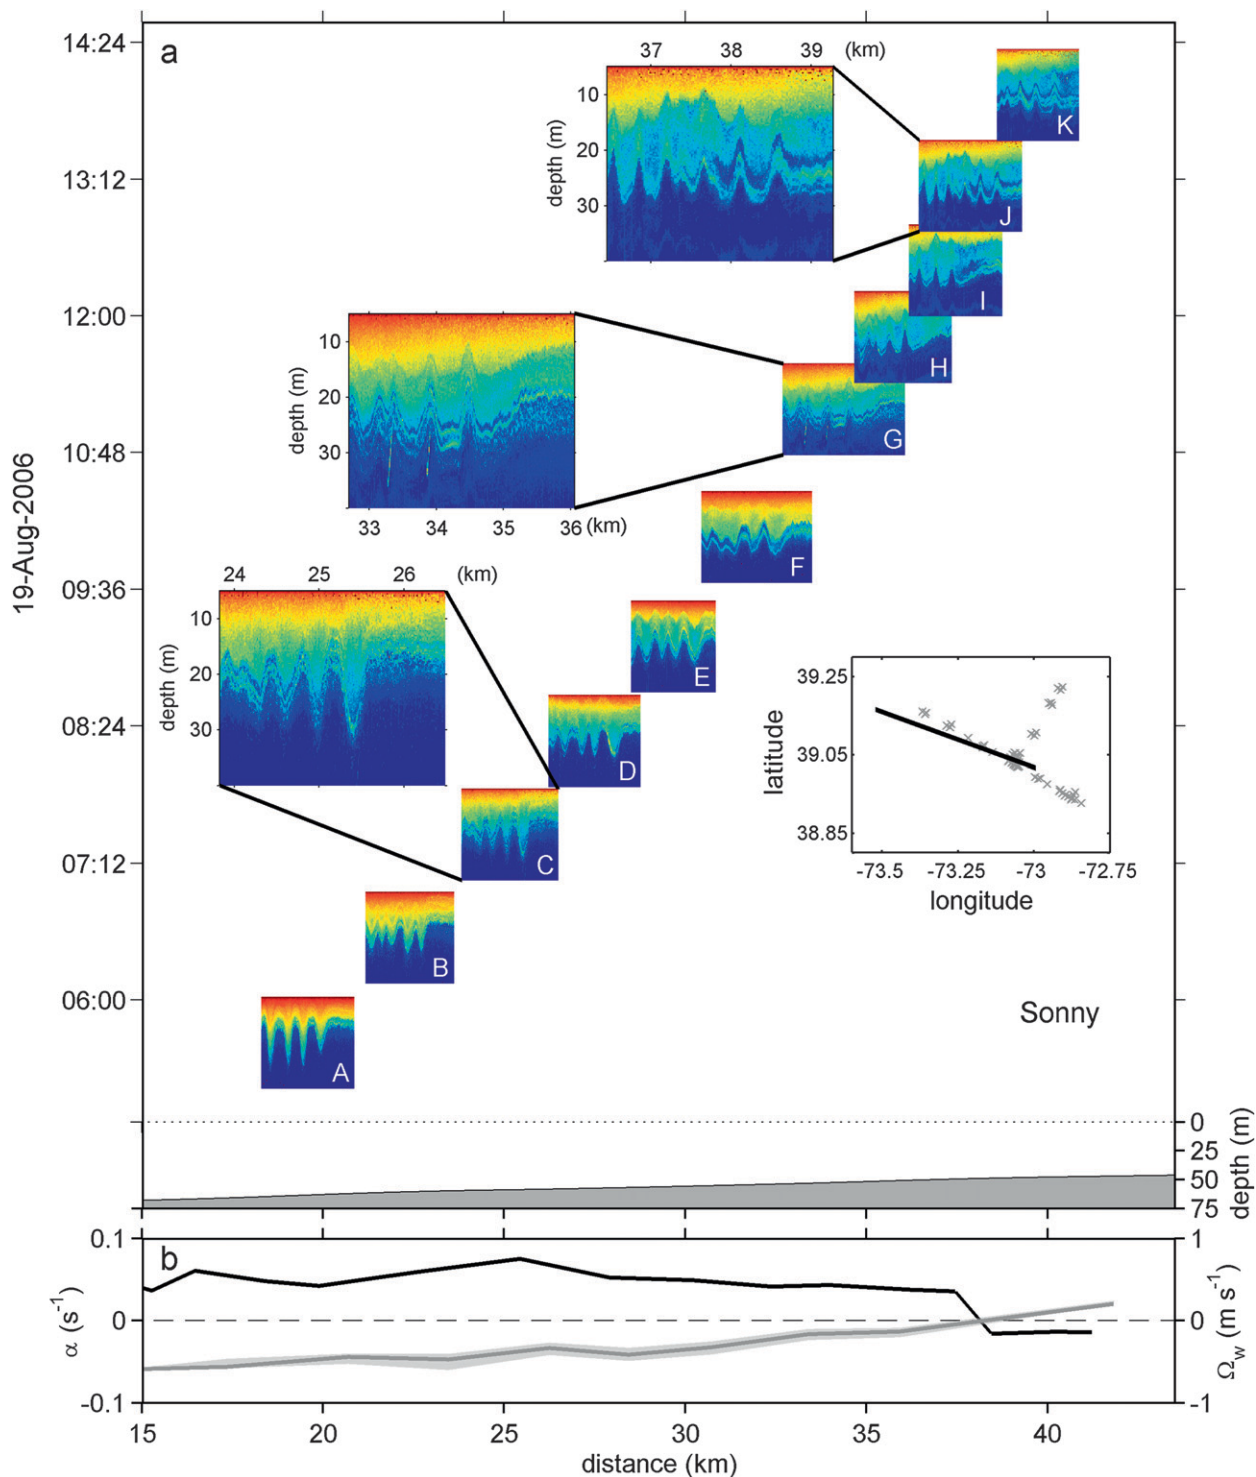 a
14:24
13:12
12:00
10:48
09:36
08:24
07:12
06:00
19-Aug-2006
37 38 39 (km)
10
20
30
depth (m)
K
J
I
H
10
20
30
depth (m)
33 34 35 36 (km)
G
F
24 25 26 (km)
10
20
30
depth (m)
E
D
C
B
A
39.25
39.05
38.85
latitude
-73.5 -73.25 -73 -72.75
longitude
Sonny
0
25
50
75
depth (m)
b
0.1
0
-0.1
α (s⁻¹)
1
0
-1
Ωw (m s⁻¹)
15 20 25 30 35 40
distance (km)